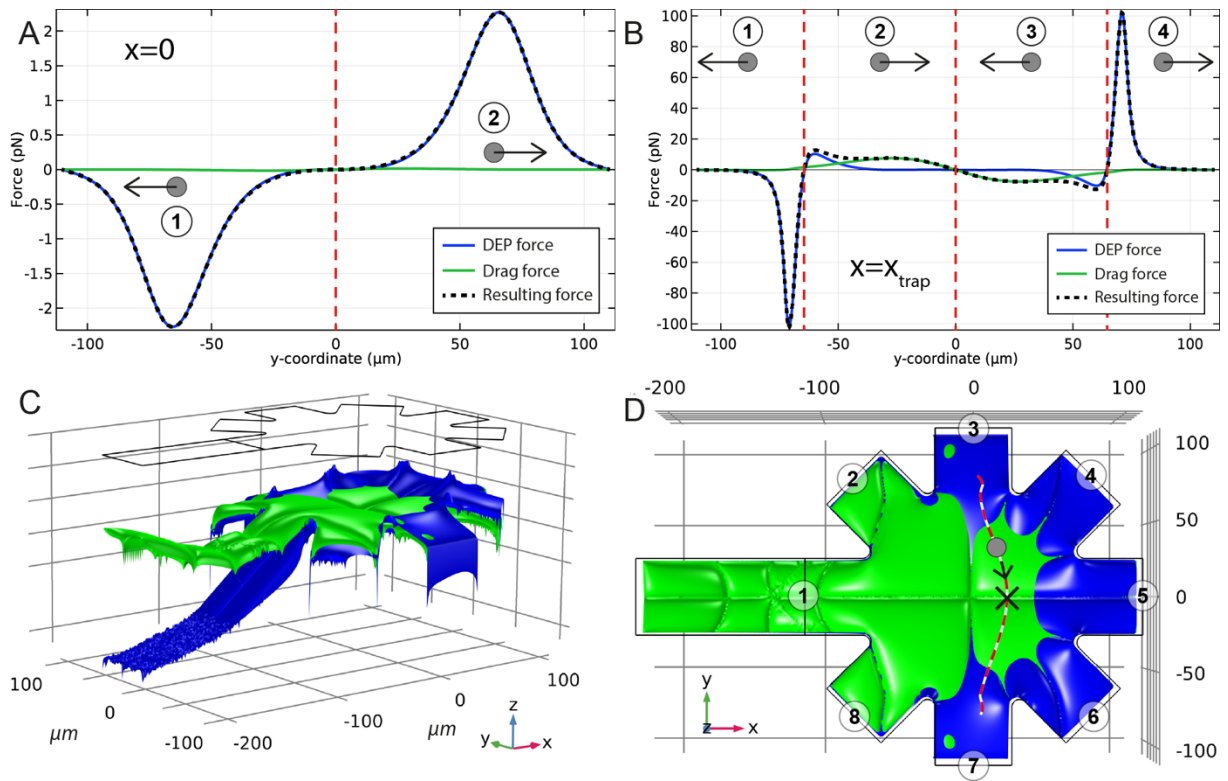 A
x=0
Force (pN)
2
1.5
1
0.5
0
-0.5
-1
-1.5
-2
1
2
DEP force
Drag force
Resulting force
-100
-50
0
50
100
y-coordinate (µm)
B
Force (pN)
100
80
60
40
20
0
-20
-40
-60
-80
-100
1
2
3
4
x=x_trap
DEP force
Drag force
Resulting force
-100
-50
0
50
100
y-coordinate (µm)
C
100
0
-100
µm
-200
-100
0
100
µm
z
y
x
D
-200
-100
0
100
3
2
4
1
5
8
6
7
100
50
0
-50
-100
y
z
x